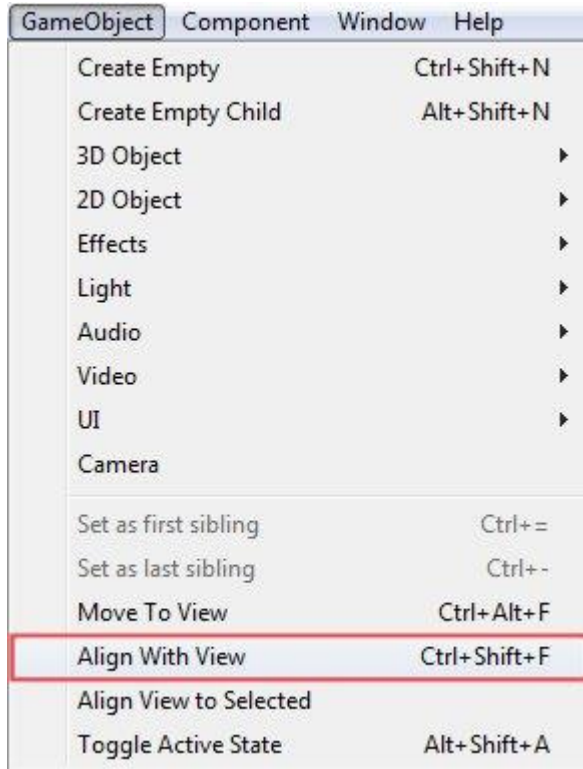 GameObject Component Window Help
Create Empty Ctrl+Shift+N
Create Empty Child Alt+Shift+N
3D Object
2D Object
Effects
Light
Audio
Video
UI
Camera
Set as first sibling Ctrl+=
Set as last sibling Ctrl+-
Move To View Ctrl+Alt+F
Align With View Ctrl+Shift+F
Align View to Selected
Toggle Active State Alt+Shift+A